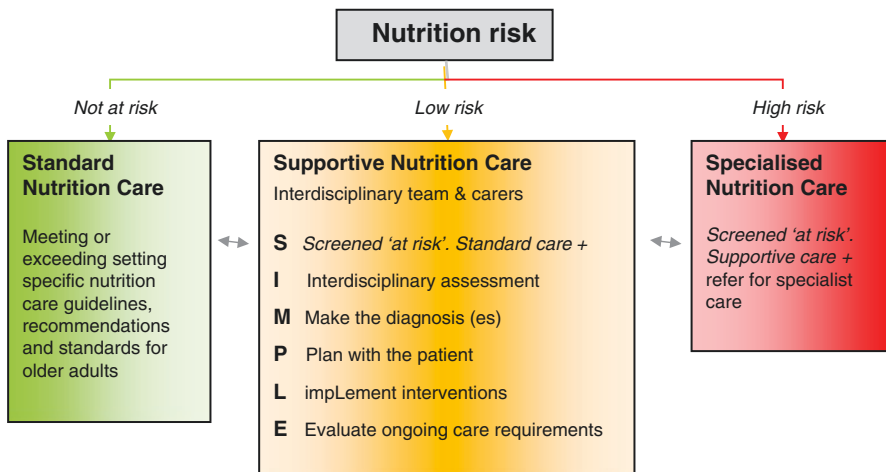 Nutrition risk
Not at risk
Low risk
High risk
Standard
Nutrition Care
Meeting or
exceeding setting
specific nutrition
care guidelines,
recommendations
and standards for
older adults
Supportive Nutrition Care
Interdisciplinary team & carers
S Screened ‘at risk’. Standard care +
I Interdisciplinary assessment
M Make the diagnosis (es)
P Plan with the patient
L impLement interventions
E Evaluate ongoing care requirements
Specialised
Nutrition Care
Screened ‘at risk’.
Supportive care +
refer for specialist
care